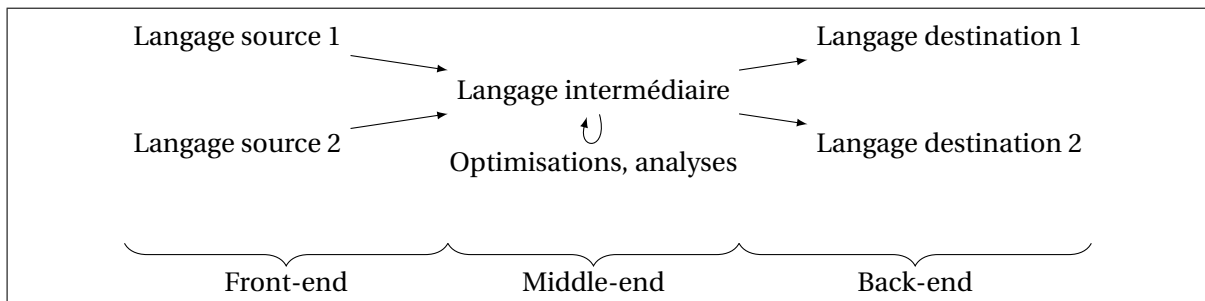 Langage source 1
Langage destination 1
Langage intermédiaire
Langage source 2
Langage destination 2
Optimisations, analyses
Front-end
Middle-end
Back-end